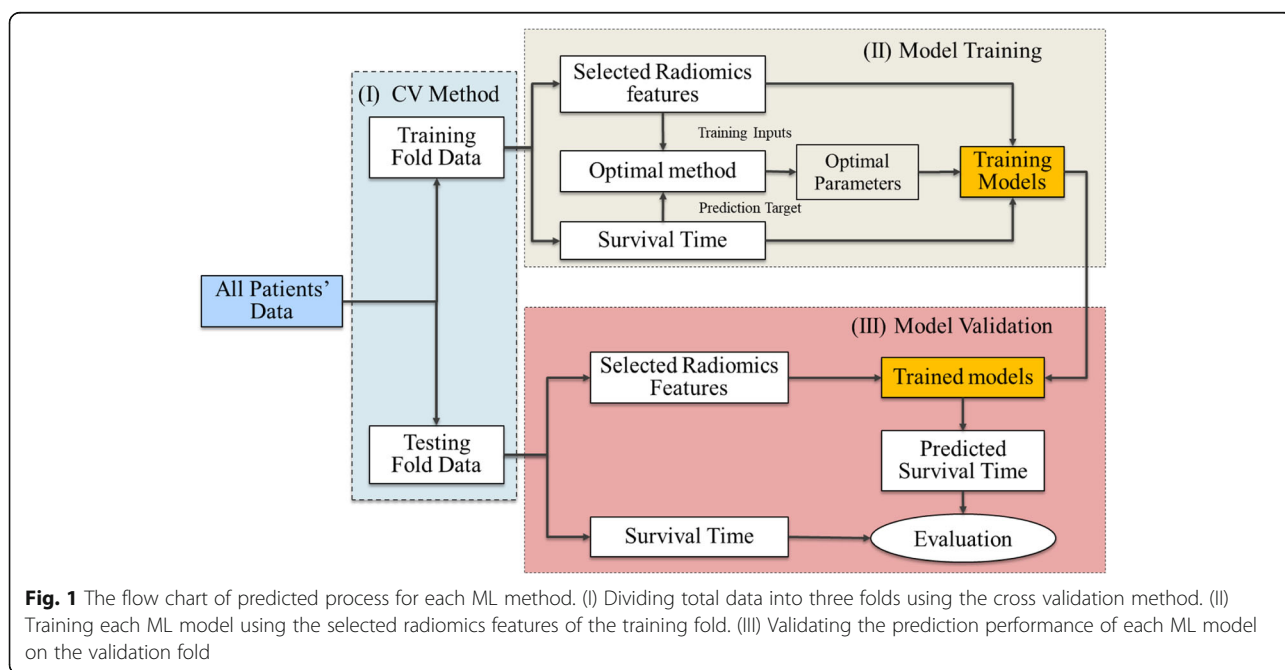 (I) CV Method
Training
Fold Data
All Patients'
Data
Testing
Fold Data
(II) Model Training
Selected Radiomics
features
Training Inputs
Optimal method
Optimal
Parameters
Training
Models
Prediction Target
Survival Time
(III) Model Validation
Selected Radiomics
Features
Trained models
Predicted
Survival Time
Survival Time
Evaluation
Fig. 1 The flow chart of predicted process for each ML method. (I) Dividing total data into three folds using the cross validation method. (II)
Training each ML model using the selected radiomics features of the training fold. (III) Validating the prediction performance of each ML model
on the validation fold